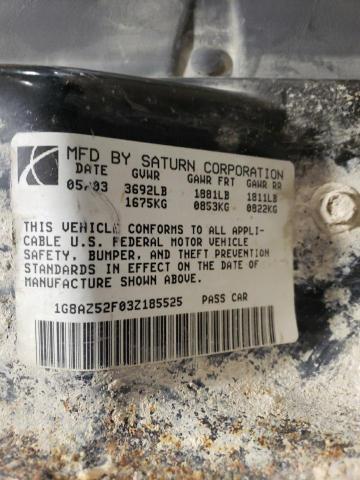 MFD BY SATURN CORPORATION
DATE GVWR GAWR FRT GAWR RR
05/03 3692LB 1881LB 1811LB
1675KG 0853KG 0822KG
THIS VEHICLE CONFORMS TO ALL APPLI-
CABLE U.S. FEDERAL MOTOR VEHICLE
SAFETY, BUMPER, AND THEFT PREVENTION
STANDARDS IN EFFECT ON THE DATE OF
MANUFACTURE SHOWN ABOVE.
1G8AZ52F03Z185525 PASS CAR